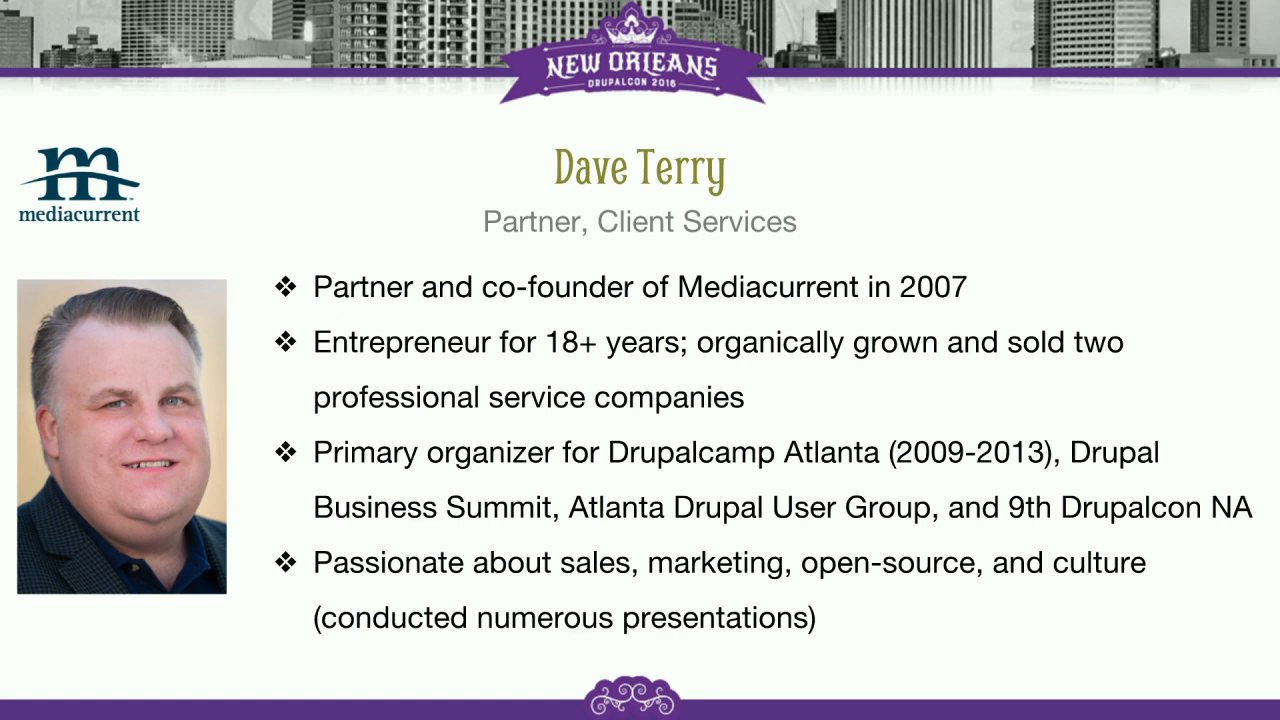 NEW ORLEANS
DRUPALCON 2016
m
mediacurrent
Dave Terry
Partner, Client Services
❖ Partner and co-founder of Mediacurrent in 2007
❖ Entrepreneur for 18+ years; organically grown and sold two
professional service companies
❖ Primary organizer for Drupalcamp Atlanta (2009-2013), Drupal
Business Summit, Atlanta Drupal User Group, and 9th Drupalcon NA
❖ Passionate about sales, marketing, open-source, and culture
(conducted numerous presentations)